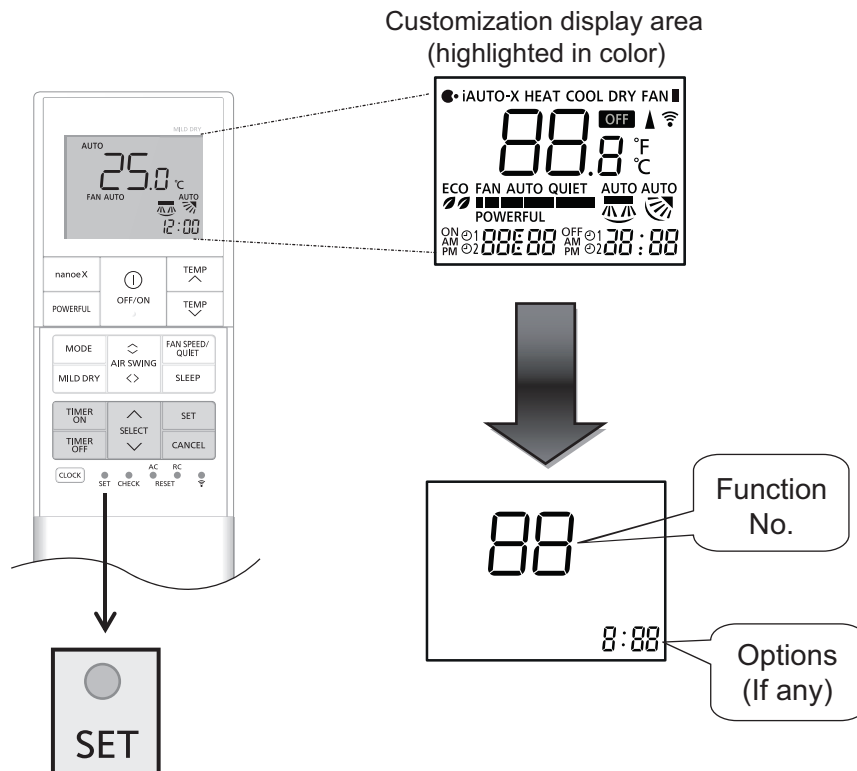 Customization display area
(highlighted in color)
iAUTO-X HEAT COOL DRY FAN
OFF
88.8 °F
°C
ECO FAN AUTO QUIET AUTO AUTO
POWERFUL
ON AM PM 1 2 88:88 OFF AM PM 1 2 28:88
MILD DRY
AUTO
25.0 °C
FAN AUTO AUTO
12:00
nanoeX
OFF/ON
TEMP
POWERFUL
TEMP
MODE
AIR SWING
FAN SPEED/
QUIET
MILD DRY
SLEEP
TIMER
ON
SELECT
SET
TIMER
OFF
CANCEL
CLOCK
AC RC
SET CHECK RESET
SET
88
Function
No.
8:88
Options
(If any)